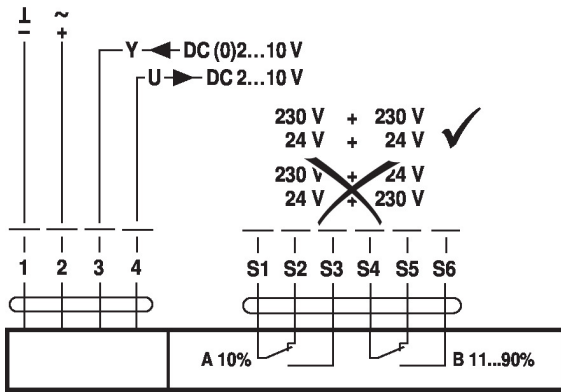 ⊥ ~
− +
Y ◄ DC (0)2...10 V
U ► DC 2...10 V
230 V + 230 V
24 V + 24 V
230 V + 24 V
24 V + 230 V
1 2 3 4 S1 S2 S3 S4 S5 S6
A 10% B 11...90%